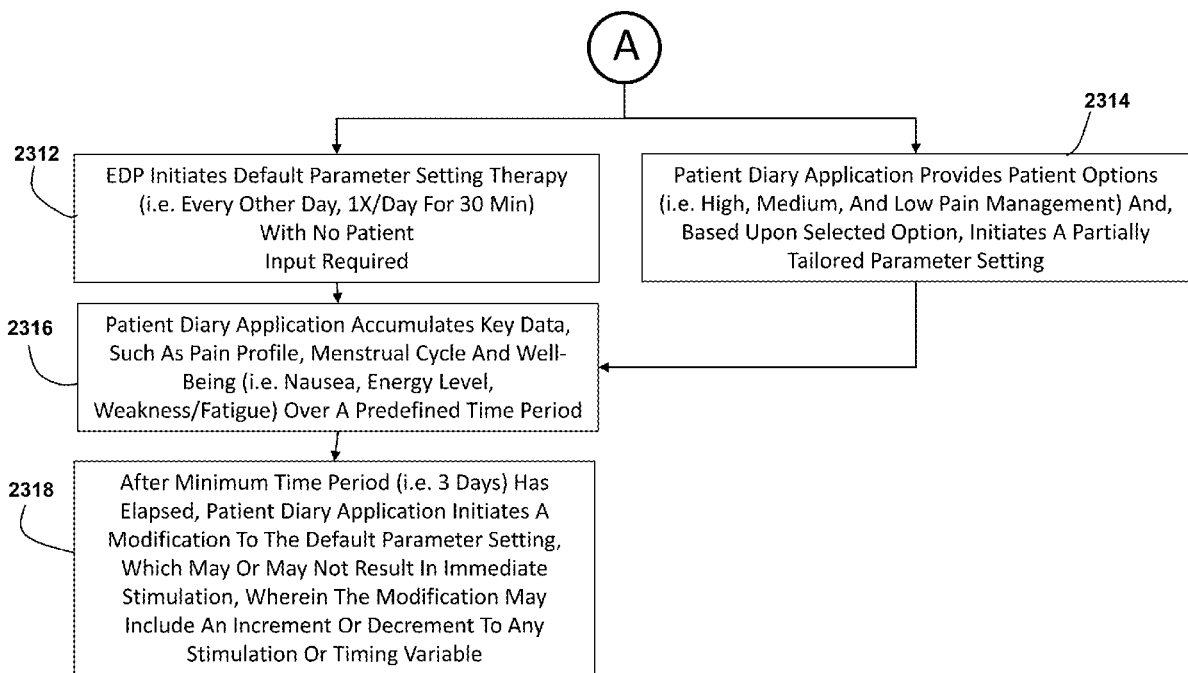 A
2314
2312
EDP Initiates Default Parameter Setting Therapy
(i.e. Every Other Day, 1X/Day For 30 Min)
With No Patient
Input Required
Patient Diary Application Provides Patient Options
(i.e. High, Medium, And Low Pain Management) And,
Based Upon Selected Option, Initiates A Partially
Tailored Parameter Setting
2316
Patient Diary Application Accumulates Key Data,
Such As Pain Profile, Menstrual Cycle And Well-
Being (i.e. Nausea, Energy Level,
Weakness/Fatigue) Over A Predefined Time Period
2318
After Minimum Time Period (i.e. 3 Days) Has
Elapsed, Patient Diary Application Initiates A
Modification To The Default Parameter Setting,
Which May Or May Not Result In Immediate
Stimulation, Wherein The Modification May
Include An Increment Or Decrement To Any
Stimulation Or Timing Variable